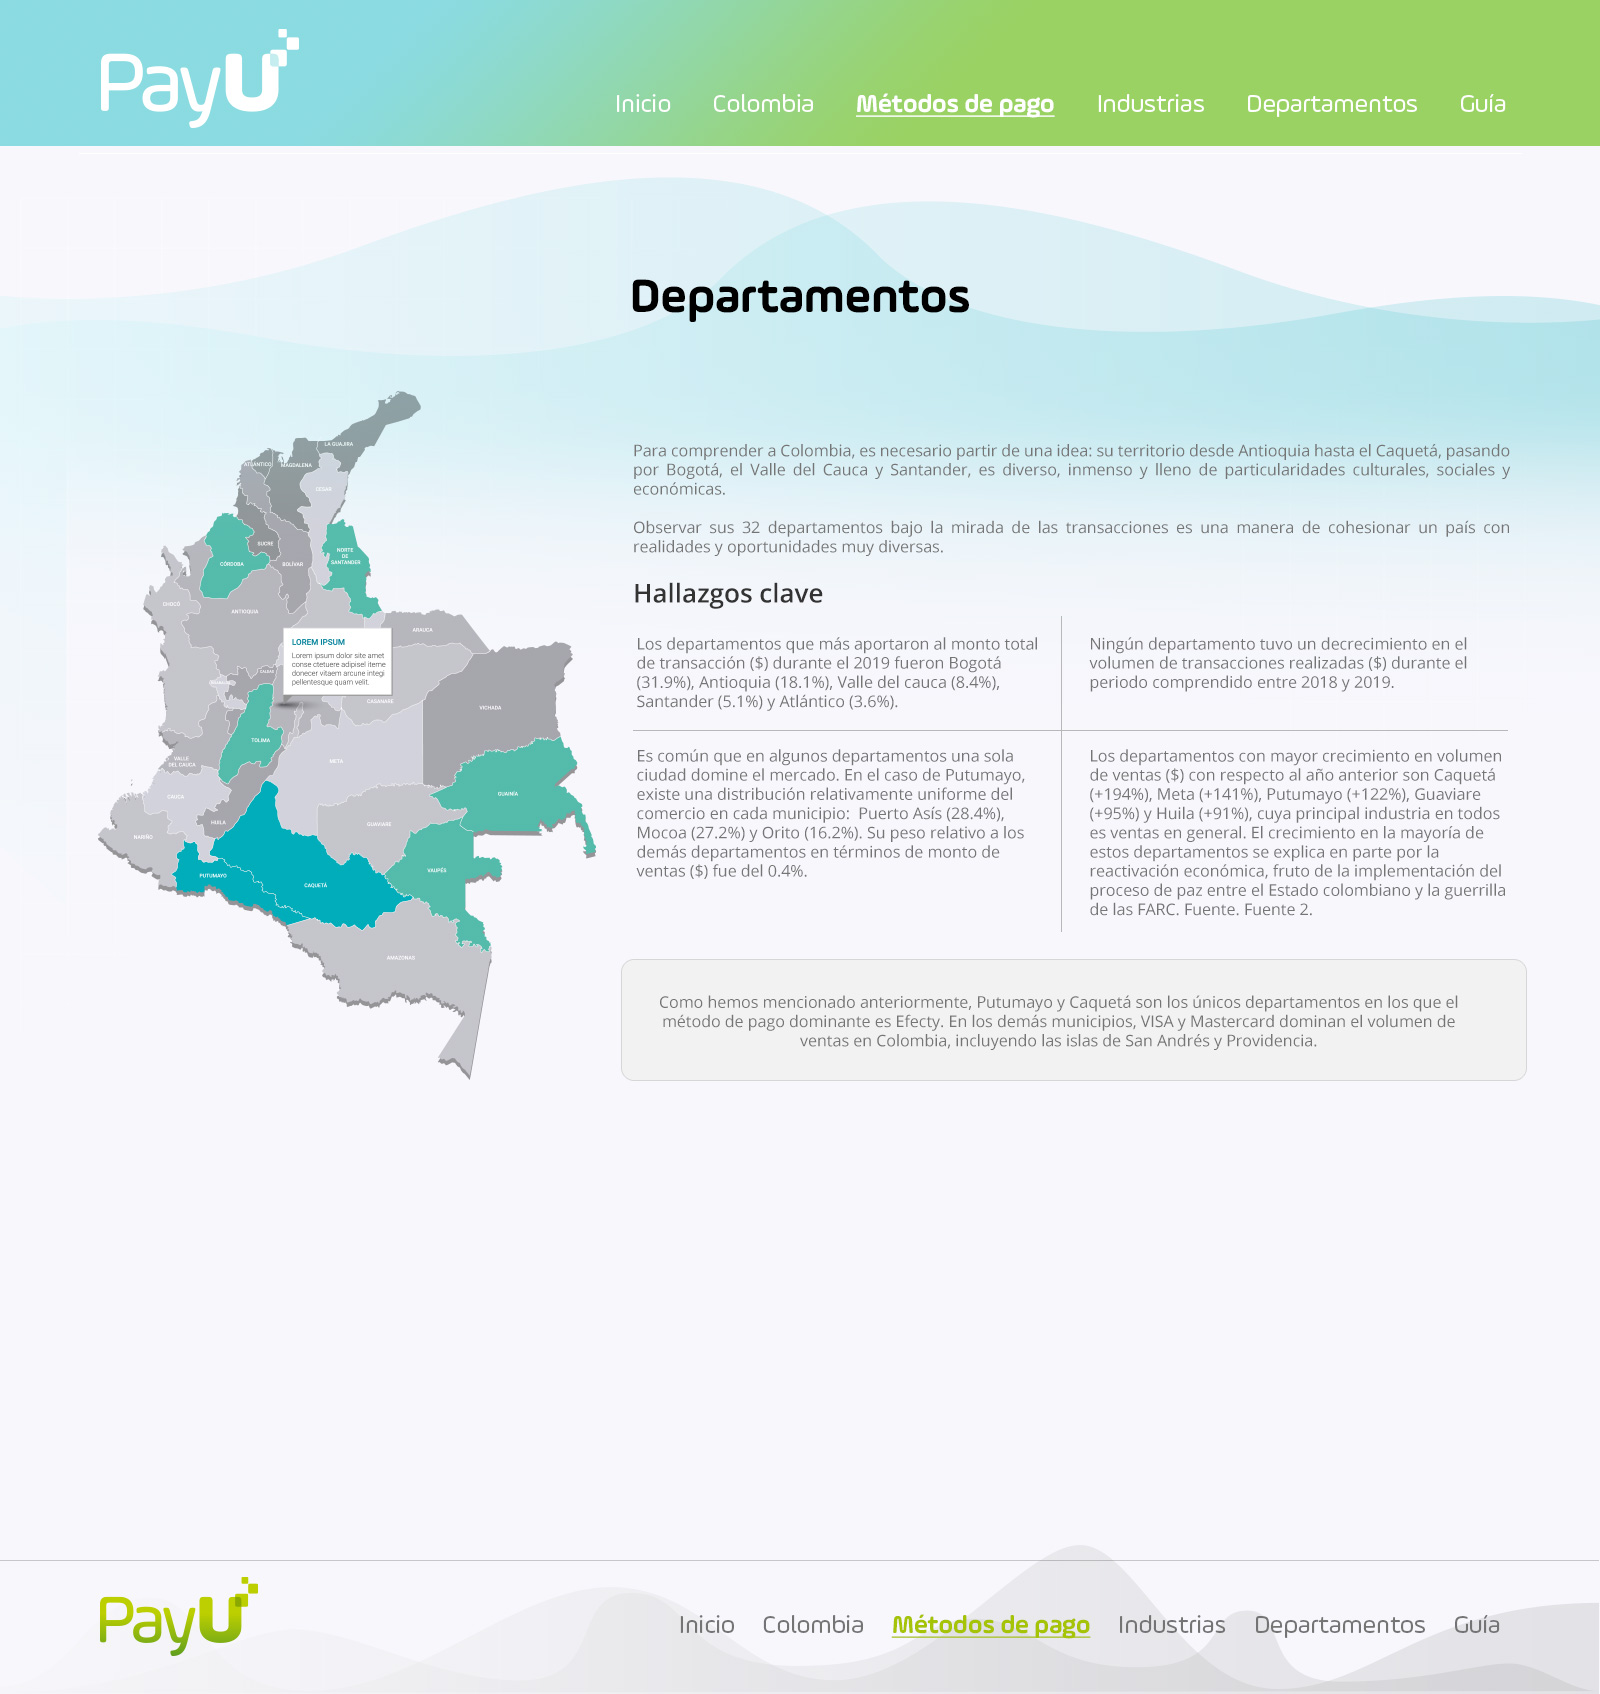 PayU
Inicio Colombia Métodos de pago Industrias Departamentos Guía
Departamentos
LA GUAJIRA
ATLÁNTICO
MAGDALENA
CESAR
SUCRE
NORTE
DE
SANTANDER
CÓRDOBA
BOLÍVAR
CHOCÓ
ANTIOQUIA
ARAUCA
LOREM IPSUM
Lorem ipsum dolor site amet
conse ctetuere adipisel iteme
donecer vitaem arcune integi
pellentesque quam velit.
CALDAS
CASANARE
VICHADA
TOLIMA
VALLE
DEL CAUCA
META
CAUCA
GUAINÍA
HUILA
GUAVIARE
NARIÑO
VAUPÉS
PUTUMAYO
CAQUETÁ
AMAZONAS
Para comprender a Colombia, es necesario partir de una idea: su territorio desde Antioquia hasta el Caquetá, pasando
por Bogotá, el Valle del Cauca y Santander, es diverso, inmenso y lleno de particularidades culturales, sociales y
económicas.
Observar sus 32 departamentos bajo la mirada de las transacciones es una manera de cohesionar un país con
realidades y oportunidades muy diversas.
Hallazgos clave
Los departamentos que más aportaron al monto total
de transacción ($) durante el 2019 fueron Bogotá
(31.9%), Antioquia (18.1%), Valle del cauca (8.4%),
Santander (5.1%) y Atlántico (3.6%).
Ningún departamento tuvo un decrecimiento en el
volumen de transacciones realizadas ($) durante el
periodo comprendido entre 2018 y 2019.
Es común que en algunos departamentos una sola
ciudad domine el mercado. En el caso de Putumayo,
existe una distribución relativamente uniforme del
comercio en cada municipio:  Puerto Asís (28.4%),
Mocoa (27.2%) y Orito (16.2%). Su peso relativo a los
demás departamentos en términos de monto de
ventas ($) fue del 0.4%.
Los departamentos con mayor crecimiento en volumen
de ventas ($) con respecto al año anterior son Caquetá
(+194%), Meta (+141%), Putumayo (+122%), Guaviare
(+95%) y Huila (+91%), cuya principal industria en todos
es ventas en general. El crecimiento en la mayoría de
estos departamentos se explica en parte por la
reactivación económica, fruto de la implementación del
proceso de paz entre el Estado colombiano y la guerrilla
de las FARC. Fuente. Fuente 2.
Como hemos mencionado anteriormente, Putumayo y Caquetá son los únicos departamentos en los que el
método de pago dominante es Efecty. En los demás municipios, VISA y Mastercard dominan el volumen de
ventas en Colombia, incluyendo las islas de San Andrés y Providencia.
PayU
Inicio Colombia Métodos de pago Industrias Departamentos Guía